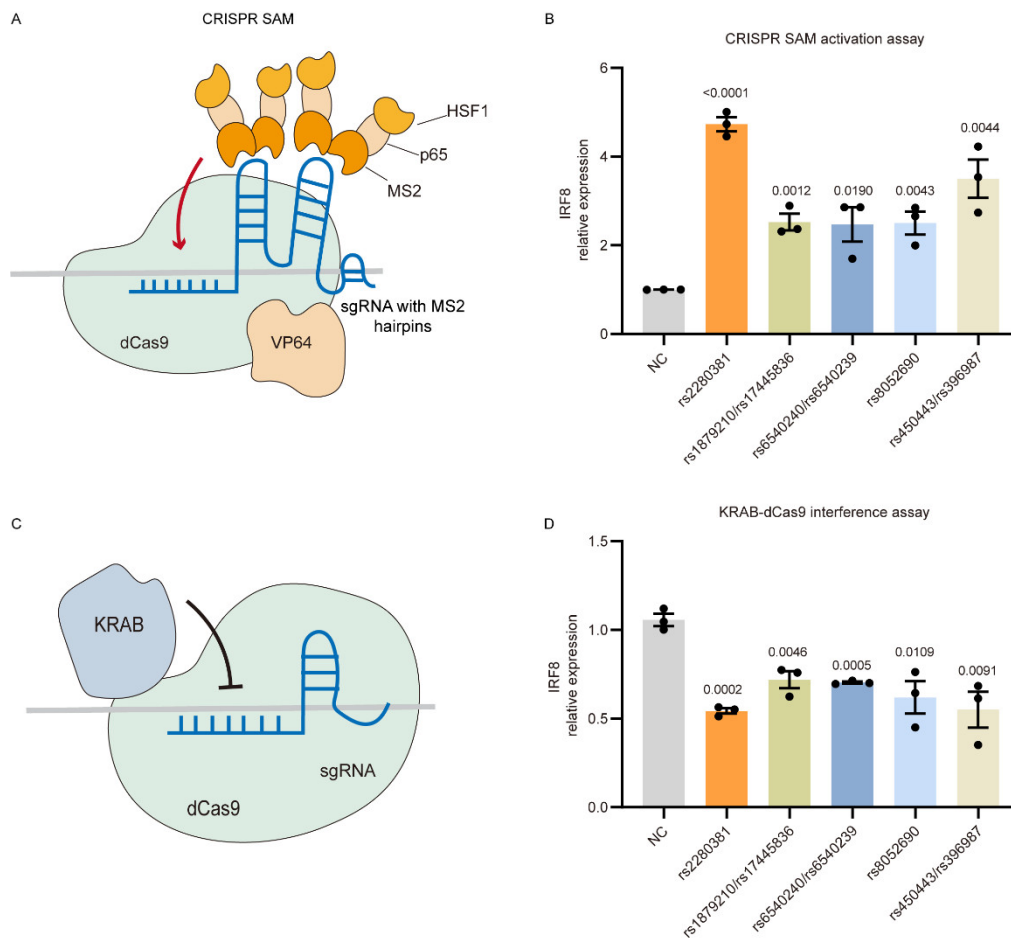 A
CRISPR SAM
HSF1
p65
MS2
sgRNA with MS2
hairpins
dCas9
VP64
B
CRISPR SAM activation assay
IRF8
relative expression
6
4
2
0
<0.0001
0.0012
0.0190
0.0043
0.0044
NC
rs2280381
rs1879210/rs17445836
rs6540240/rs6540239
rs8052690
rs450443/rs396987
C
KRAB
sgRNA
dCas9
D
KRAB-dCas9 interference assay
IRF8
relative expression
1.5
1.0
0.5
0.0
0.0002
0.0046
0.0005
0.0109
0.0091
NC
rs2280381
rs1879210/rs17445836
rs6540240/rs6540239
rs8052690
rs450443/rs396987